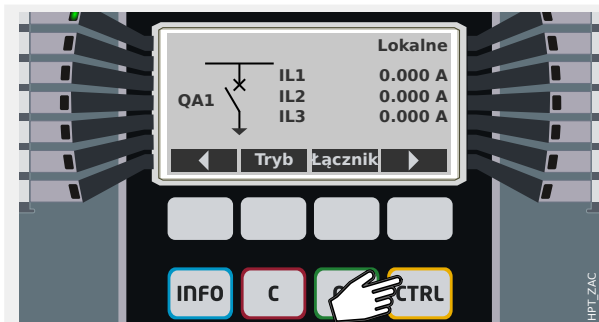 Lokalne
IL1 0.000 A
QA1 IL2 0.000 A
IL3 0.000 A
Tryb Łącznik
INFO C CTRL
HPT_ZAC